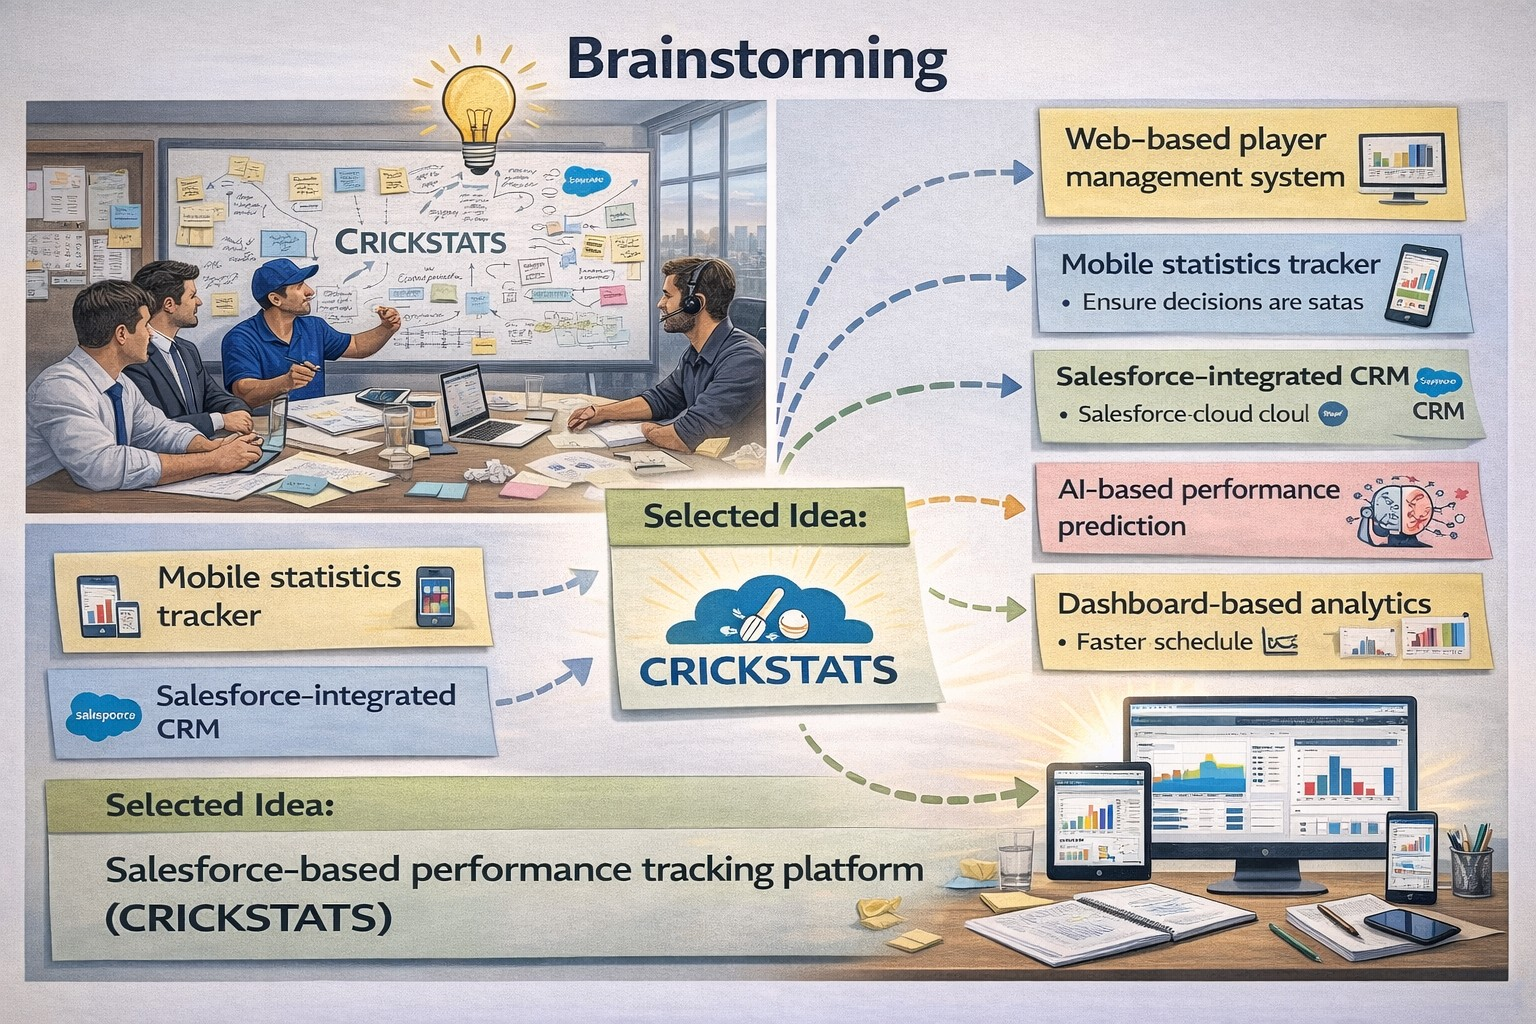 Brainstorming
CRICKSTATS
Web-based player
management system
Mobile statistics tracker
• Ensure decisions are satas
Salesforce-integrated CRM
• Salesforce-cloud cloul
CRM
AI-based performance
prediction
Dashboard-based analytics
• Faster schedule
Selected Idea:
CRICKSTATS
Mobile statistics
tracker
salesporce
Salesforce-integrated
CRM
Selected Idea:
Salesforce-based performance tracking platform
(CRICKSTATS)